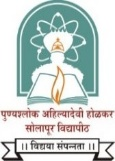 पुण्यश्लोक अहिल्यादेवी होळकर
सोलापूर विद्यापीठ
।। विद्यया संपन्नता ।।